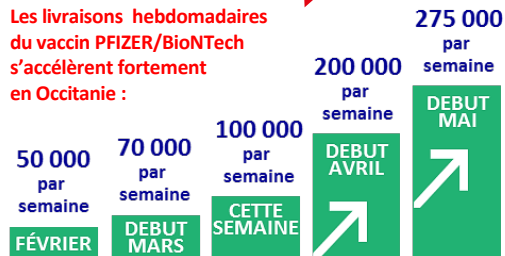 Les livraisons hebdomadaires
du vaccin PFIZER/BioNTech
s'accélèrent fortement
en Occitanie :
50 000
par
semaine
FÉVRIER
70 000
par
semaine
DEBUT
MARS
100 000
par
semaine
CETTE
SEMAINE
200 000
par
semaine
DEBUT
AVRIL
275 000
par
semaine
DEBUT
MAI